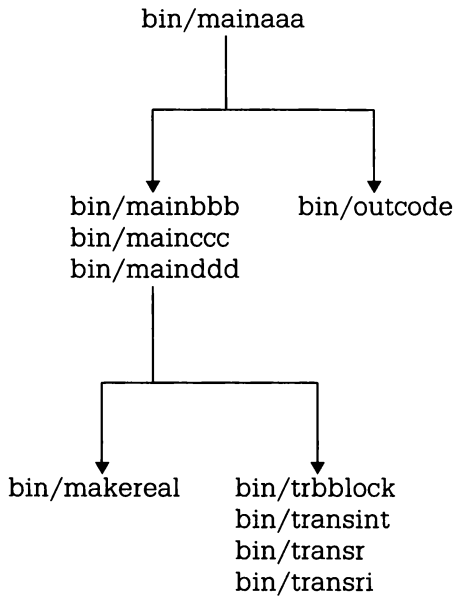 bin/mainaaa
bin/mainbbb
bin/mainccc
bin/mainddd
bin/outcode
bin/makereal
bin/trbblock
bin/transint
bin/transr
bin/transri